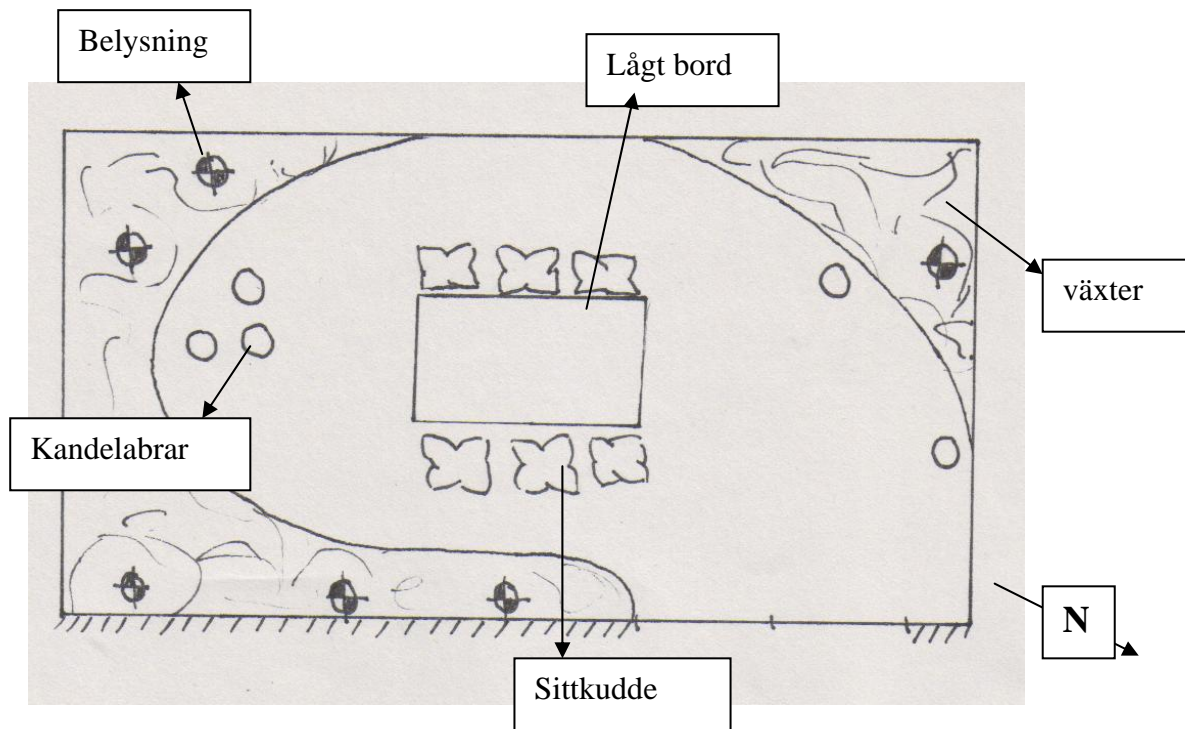 Belysning
Lågt bord
växter
Kandelabrar
N
Sittkudde